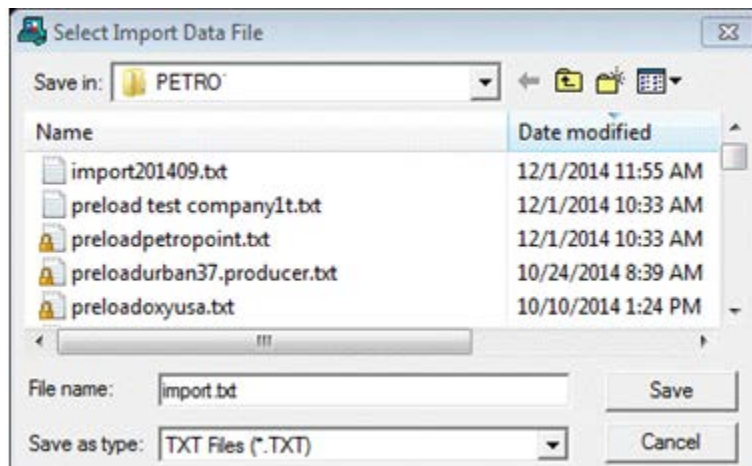 Select Import Data File
Save in: PETRO
Name Date modified
import201409.txt 12/1/2014 11:55 AM
preload test company1t.txt 12/1/2014 10:33 AM
preloadpetropoint.txt 12/1/2014 10:33 AM
preloadurban37.producer.txt 10/24/2014 8:39 AM
preloadoxyusa.txt 10/10/2014 1:24 PM
File name: import.txt Save
Save as type: TXT Files (*.TXT) Cancel